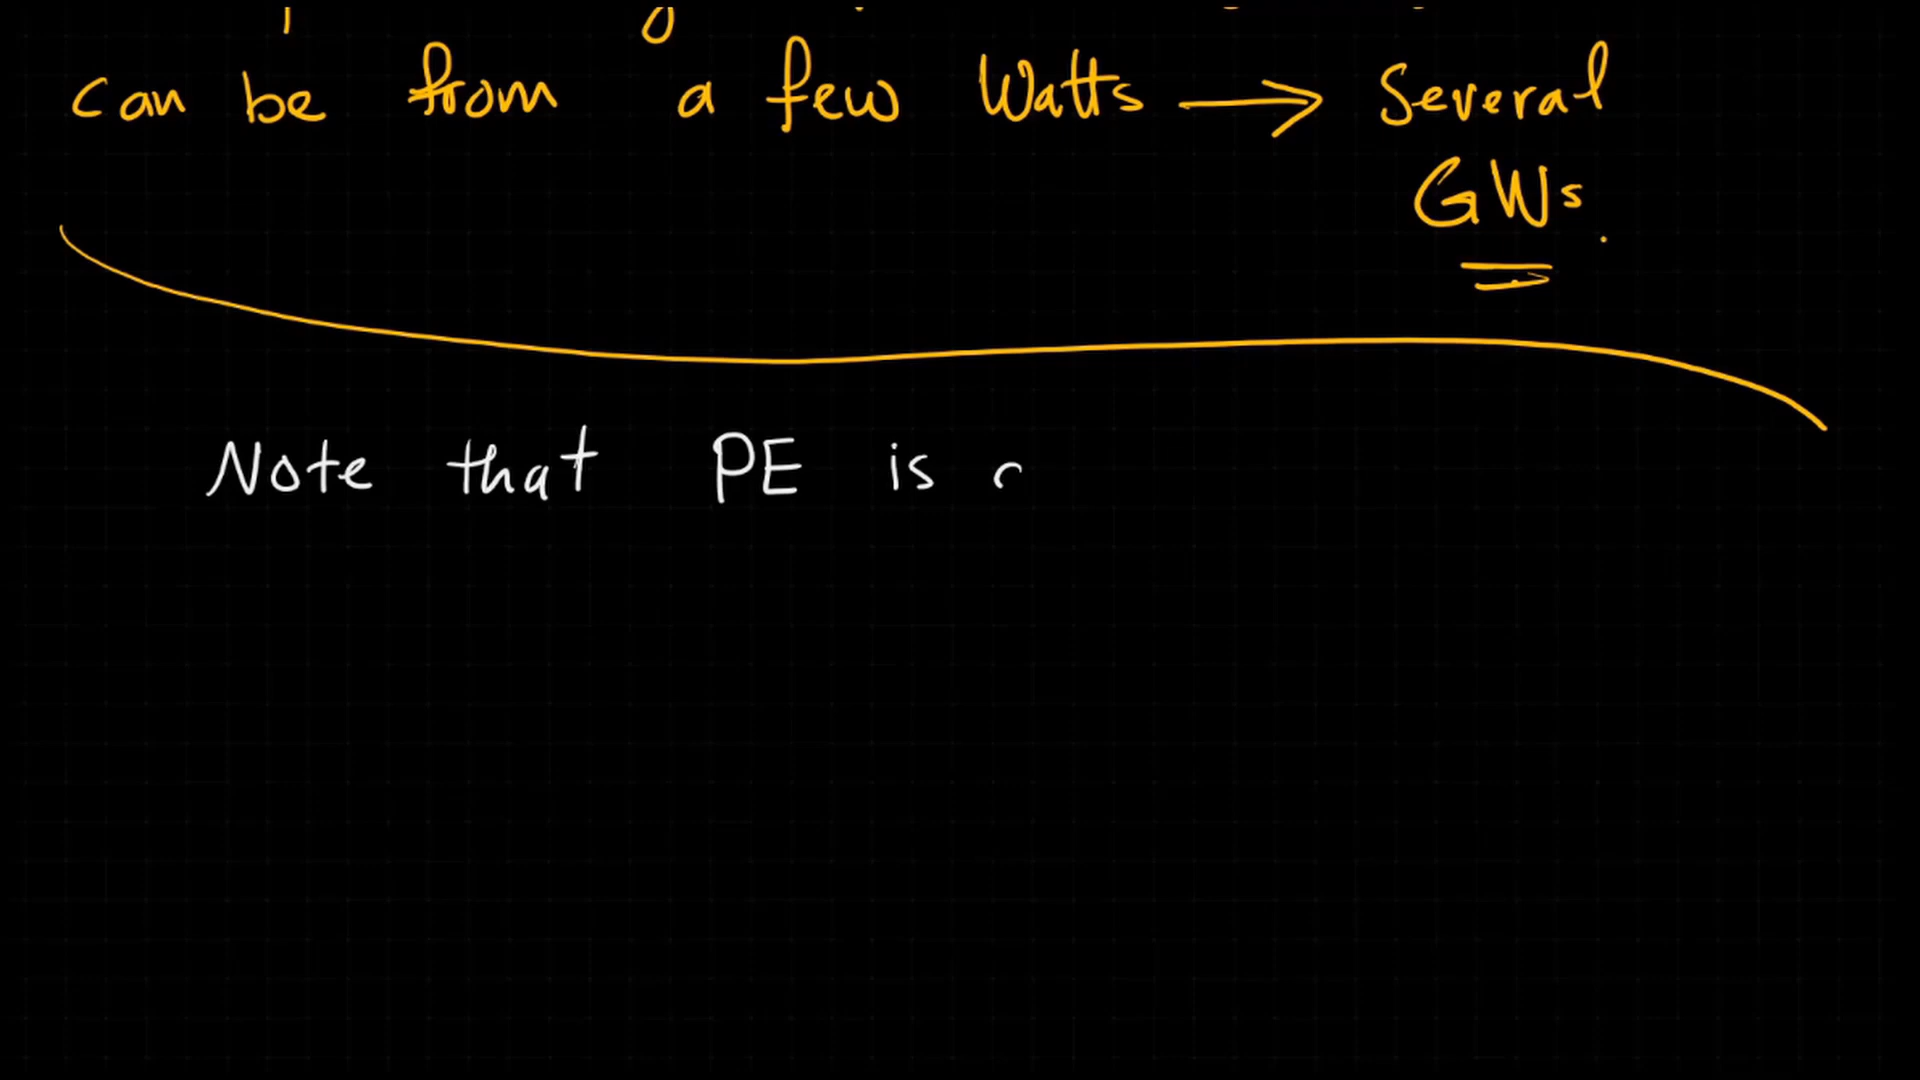 can be from a few Watts → Several
GWs.
Note that PE is